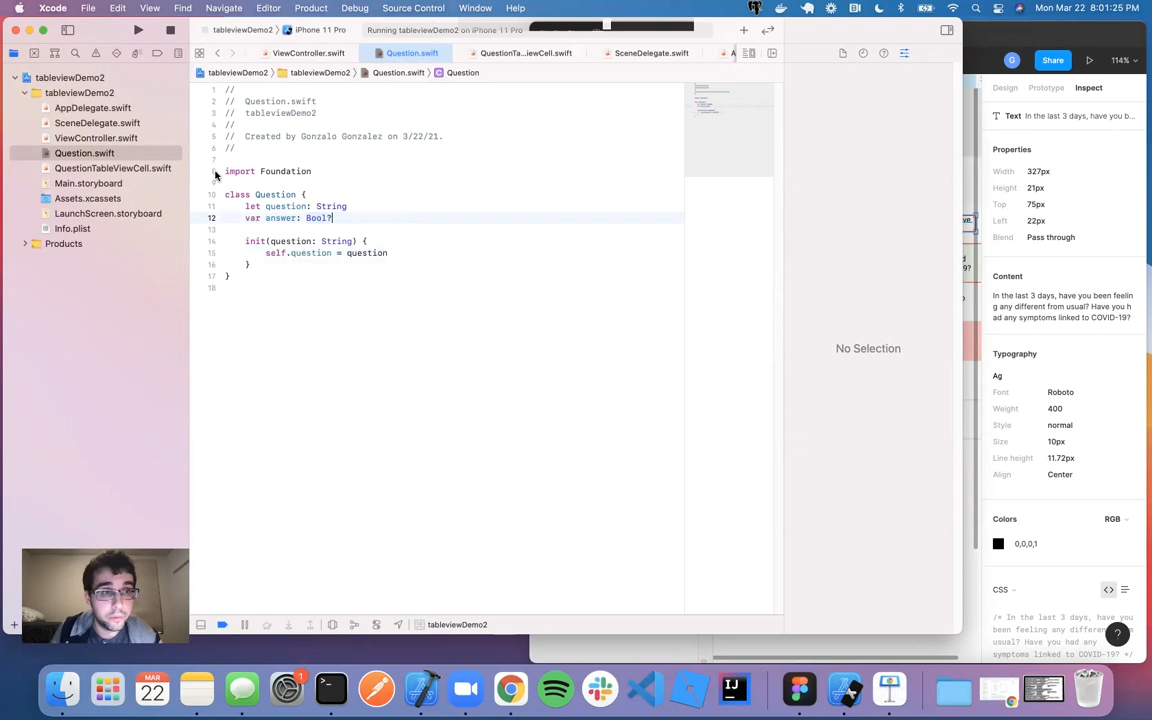 Xcode File Edit View Find Navigate Editor Product Debug Source Control Window Help
Mon Mar 22 8:01:25 PM
tableviewDemo2 iPhone 11 Pro Running tableviewDemo2 on iPhone 11 Pro
ViewController.swift Question.swift QuestionTa...iewCell.swift SceneDelegate.swift A
tableviewDemo2 tableviewDemo2 Question.swift C Question
tableviewDemo2
tableviewDemo2
AppDelegate.swift
SceneDelegate.swift
ViewController.swift
Question.swift
QuestionTableViewCell.swift
Main.storyboard
Assets.xcassets
LaunchScreen.storyboard
Info.plist
Products
1 //
2 // Question.swift
3 // tableviewDemo2
4 //
5 // Created by Gonzalo Gonzalez on 3/22/21.
6 //
7
8 import Foundation
9
10 class Question {
11 let question: String
12 var answer: Bool?
13
14 init(question: String) {
15 self.question = question
16 }
17 }
18
No Selection
tableviewDemo2
G Share 114%
Design Prototype Inspect
Text In the last 3 days, have you b...
Properties
Width 327px
Height 21px
Top 75px
Left 22px
Blend Pass through
Content
In the last 3 days, have you been feelin
g any different from usual? Have you h
ad any symptoms linked to COVID-19?
Typography
Ag
Font Roboto
Weight 400
Style normal
Size 10px
Line height 11.72px
Align Center
Colors RGB
0,0,0,1
CSS
/* In the last 3 days, have you
been feeling any different from
usual? Have you had any
symptoms linked to COVID-19? */
?
MAR
22
1
IJ